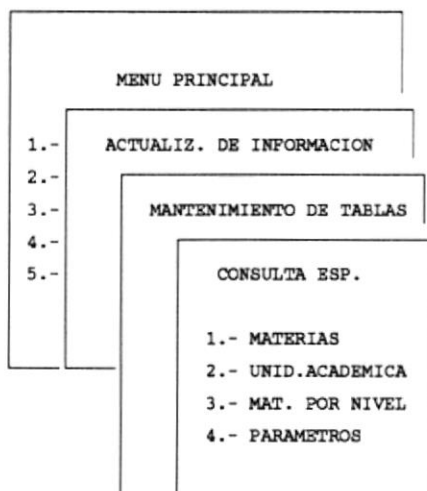 MENU PRINCIPAL
1.- ACTUALIZ. DE INFORMACION
2.-
3.- MANTENIMIENTO DE TABLAS
4.-
5.- CONSULTA ESP.
1.- MATERIAS
2.- UNID.ACADEMICA
3.- MAT. POR NIVEL
4.- PARAMETROS